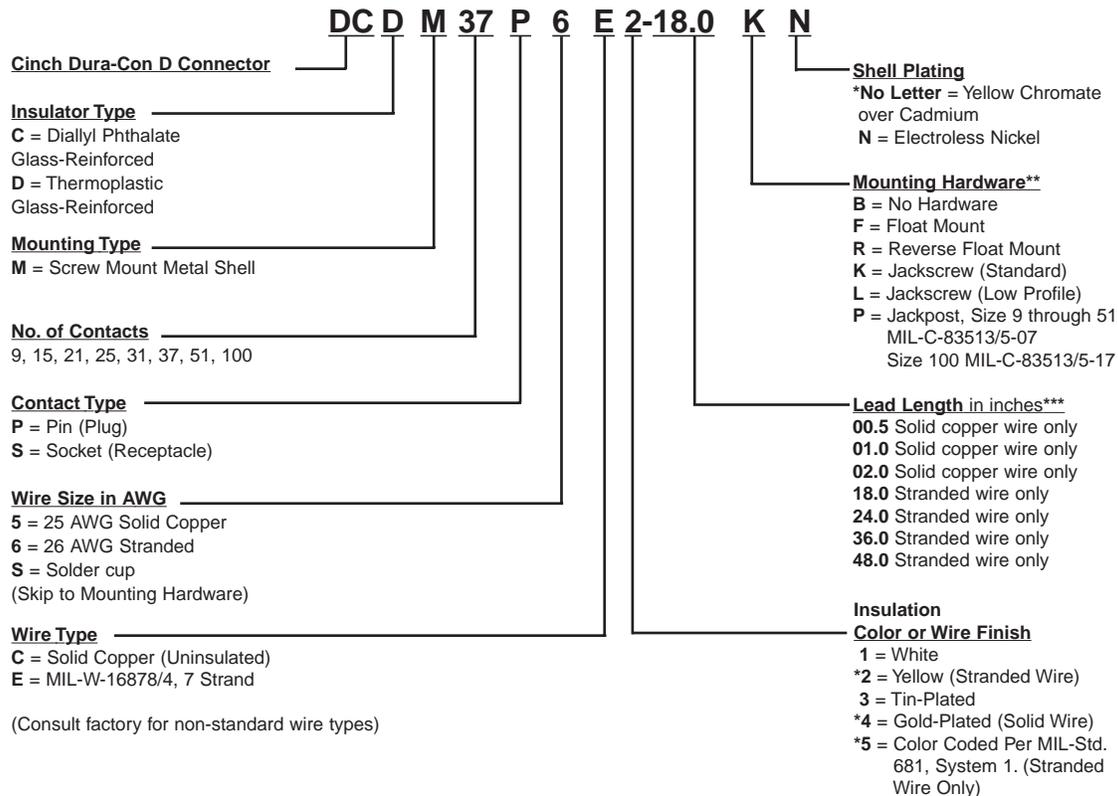 DC D M 37 P 6 E 2-18.0 K N
Cinch Dura-Con D Connector
Insulator Type
C = Diallyl Phthalate
Glass-Reinforced
D = Thermoplastic
Glass-Reinforced
Mounting Type
M = Screw Mount Metal Shell
No. of Contacts
9, 15, 21, 25, 31, 37, 51, 100
Contact Type
P = Pin (Plug)
S = Socket (Receptacle)
Wire Size in AWG
5 = 25 AWG Solid Copper
6 = 26 AWG Stranded
S = Solder cup
(Skip to Mounting Hardware)
Wire Type
C = Solid Copper (Uninsulated)
E = MIL-W-16878/4, 7 Strand
(Consult factory for non-standard wire types)
Shell Plating
*No Letter = Yellow Chromate
over Cadmium
N = Electroless Nickel
Mounting Hardware**
B = No Hardware
F = Float Mount
R = Reverse Float Mount
K = Jackscrew (Standard)
L = Jackscrew (Low Profile)
P = Jackpost, Size 9 through 51
MIL-C-83513/5-07
Size 100 MIL-C-83513/5-17
Lead Length in inches***
00.5 Solid copper wire only
01.0 Solid copper wire only
02.0 Solid copper wire only
18.0 Stranded wire only
24.0 Stranded wire only
36.0 Stranded wire only
48.0 Stranded wire only
Insulation
Color or Wire Finish
1 = White
*2 = Yellow (Stranded Wire)
3 = Tin-Plated
*4 = Gold-Plated (Solid Wire)
*5 = Color Coded Per MIL-Std.
681, System 1. (Stranded
Wire Only)